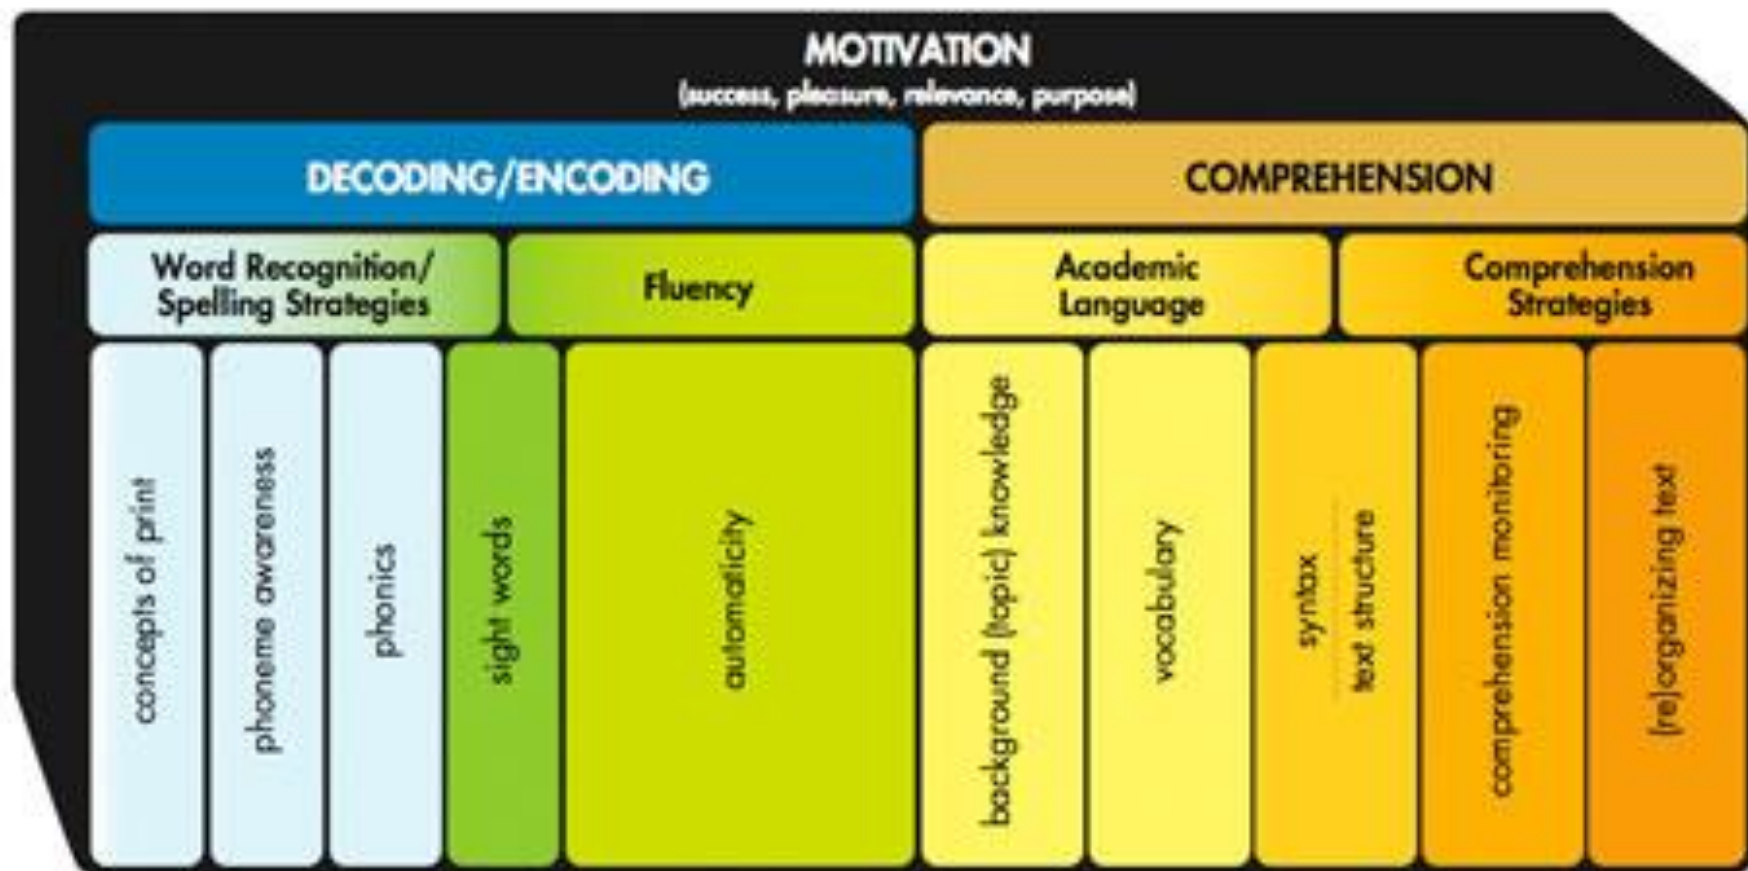 MOTIVATION
(success, pleasure, relevance, purpose)
DECODING/ENCODING
COMPREHENSION
Word Recognition/
Spelling Strategies
Fluency
Academic
Language
Comprehension
Strategies
concepts of print
phoneme awareness
phonics
sight words
automaticity
background (topic) knowledge
vocabulary
syntax
text structure
comprehension monitoring
(re)organizing text